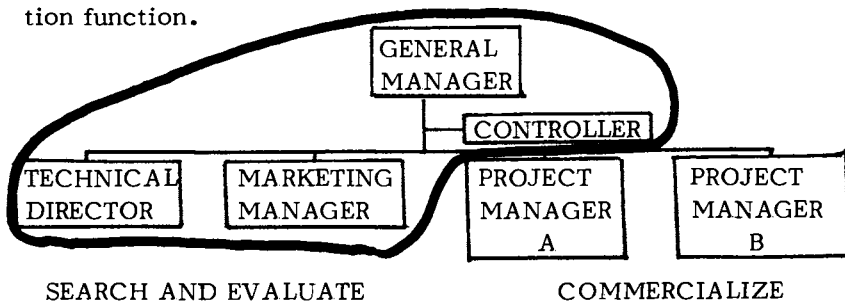 tion function.
GENERAL
MANAGER
CONTROLLER
TECHNICAL
DIRECTOR
MARKETING
MANAGER
PROJECT
MANAGER
A
PROJECT
MANAGER
B
SEARCH AND EVALUATE
COMMERCIALIZE